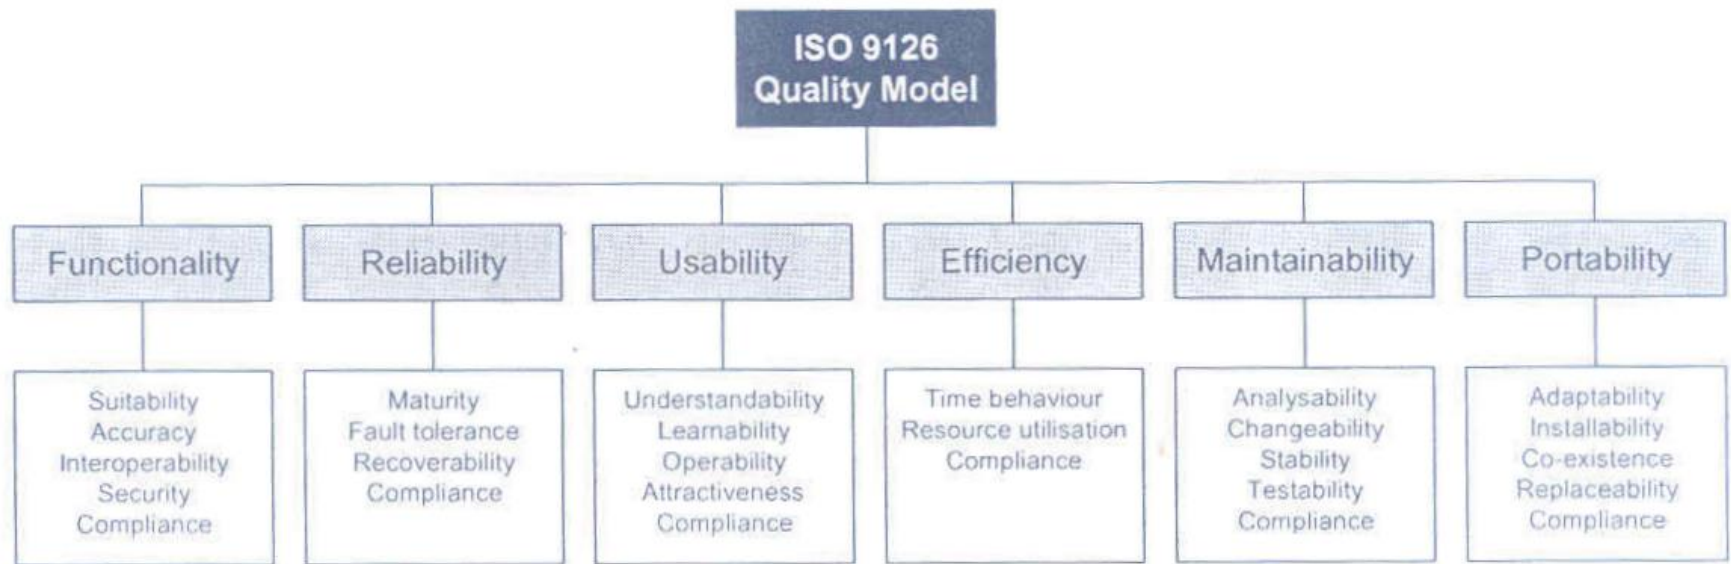 ISO 9126
Quality Model
Functionality
Reliability
Usability
Efficiency
Maintainability
Portability
Suitability
Accuracy
Interoperability
Security
Compliance
Maturity
Fault tolerance
Recoverability
Compliance
Understandability
Learnability
Operability
Attractiveness
Compliance
Time behaviour
Resource utilisation
Compliance
Analysability
Changeability
Stability
Testability
Compliance
Adaptability
Installability
Co-existence
Replaceability
Compliance